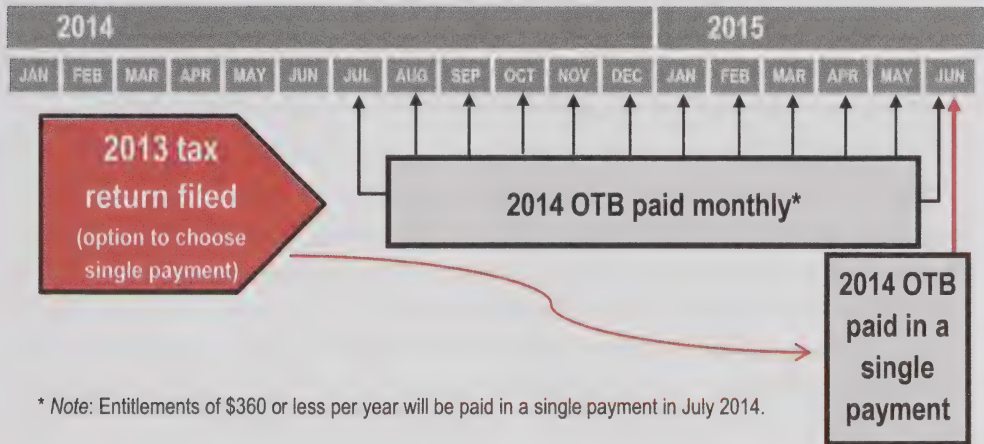 2014 2015
JAN FEB MAR APR MAY JUN JUL AUG SEP OCT NOV DEC JAN FEB MAR APR MAY JUN
2013 tax
return filed
(option to choose
single payment)
2014 OTB paid monthly*
2014 OTB
paid in a
single
payment
* Note: Entitlements of $360 or less per year will be paid in a single payment in July 2014.